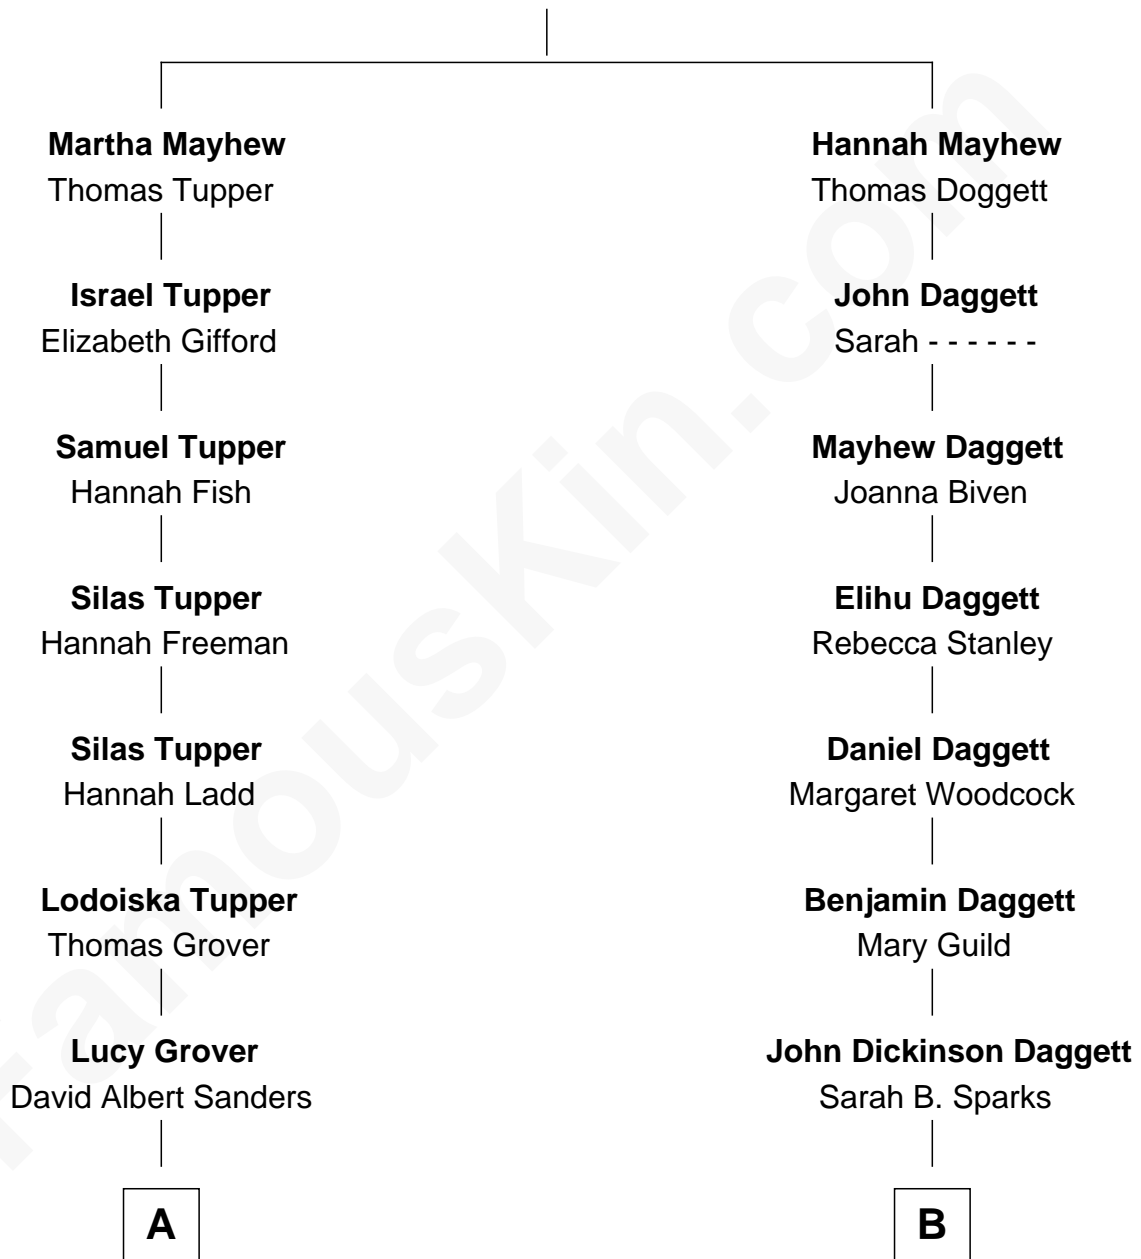 Martha Mayhew
Thomas Tupper
Israel Tupper
Elizabeth Gifford
Samuel Tupper
Hannah Fish
Silas Tupper
Hannah Freeman
Silas Tupper
Hannah Ladd
Lodoiska Tupper
Thomas Grover
Lucy Grover
David Albert Sanders
A
Hannah Mayhew
Thomas Doggett
John Daggett
Sarah - - - - - -
Mayhew Daggett
Joanna Biven
Elihu Daggett
Rebecca Stanley
Daniel Daggett
Margaret Woodcock
Benjamin Daggett
Mary Guild
John Dickinson Daggett
Sarah B. Sparks
B
FamousKin.com